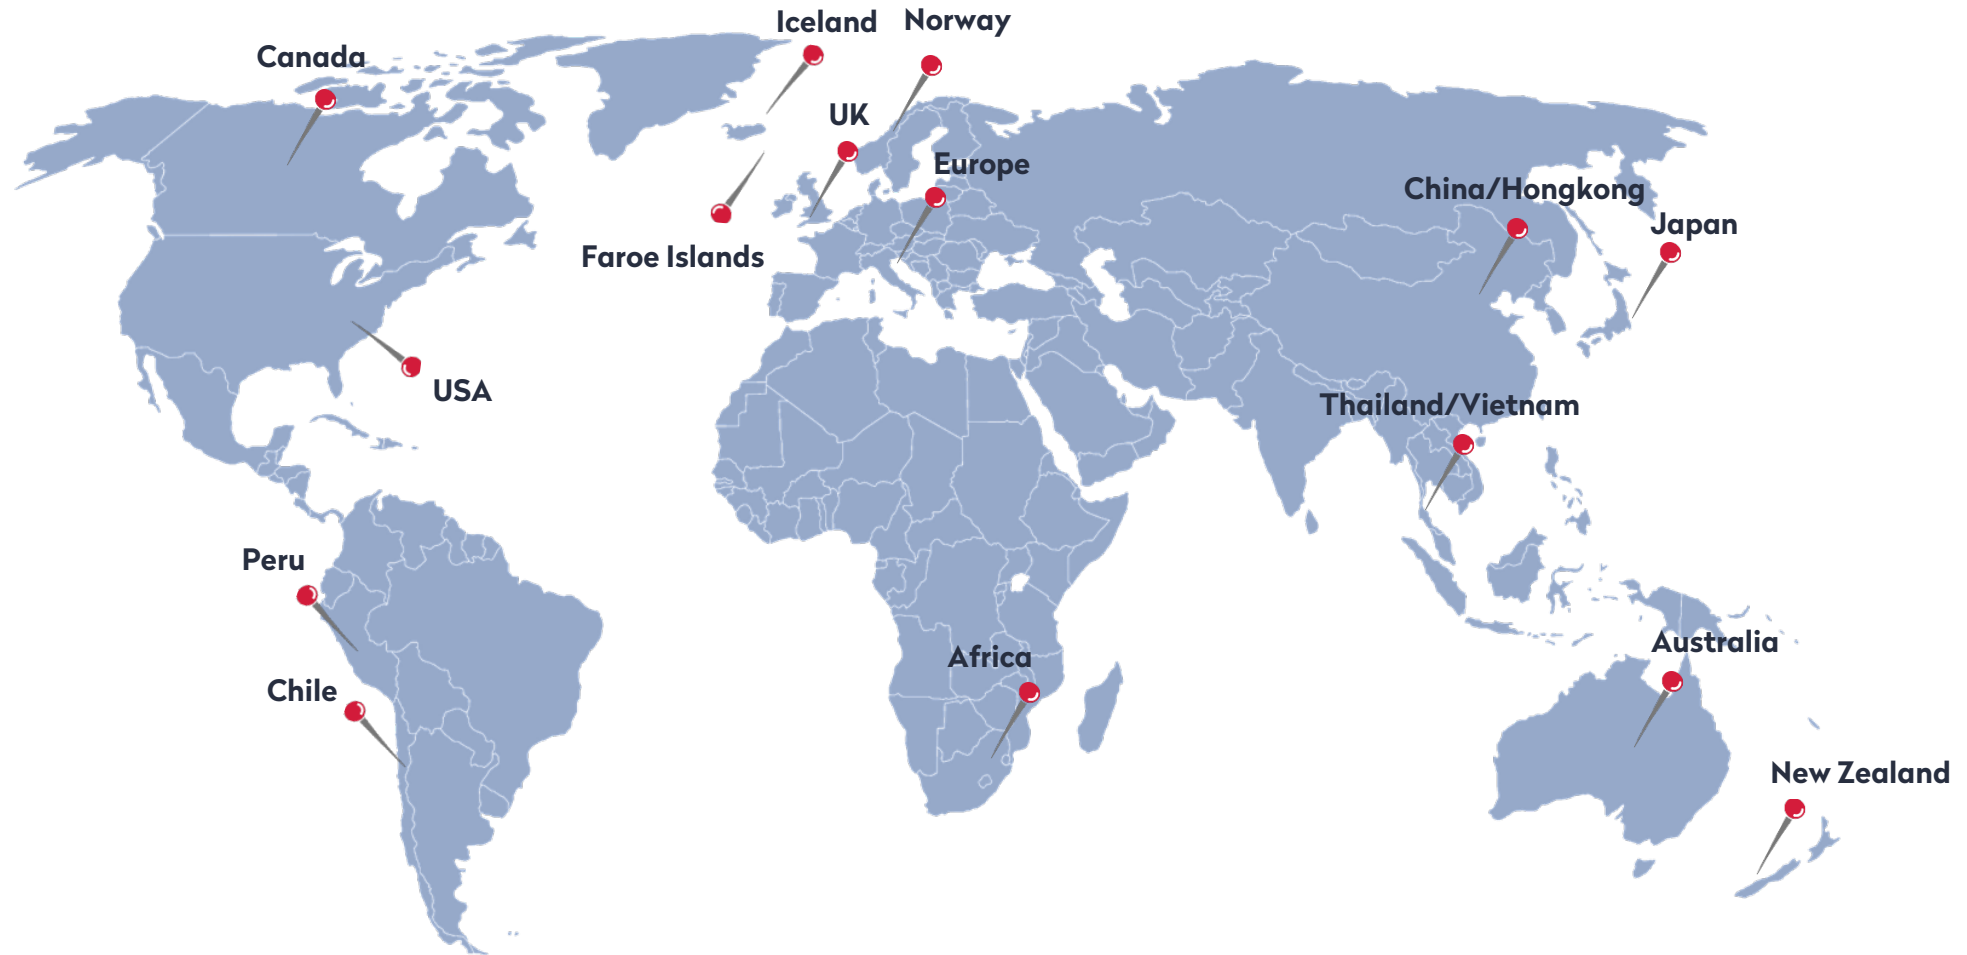 Iceland
Norway
Canada
UK
Europe
China/Hongkong
Japan
Faroe Islands
USA
Thailand/Vietnam
Peru
Australia
Africa
Chile
New Zealand